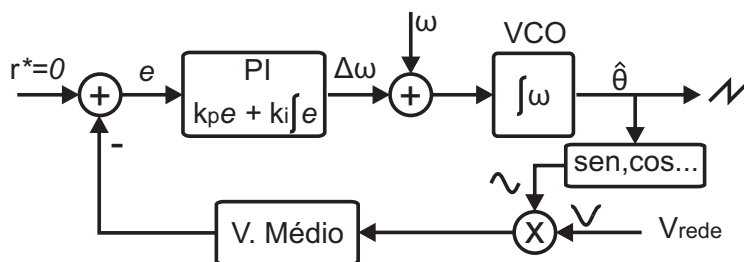 r*=0
+
-
e
PI
kpe + ki∫e
Δω
ω
+
VCO
∫ω
θ̂
sen,cos...
X
Vrede
V. Médio